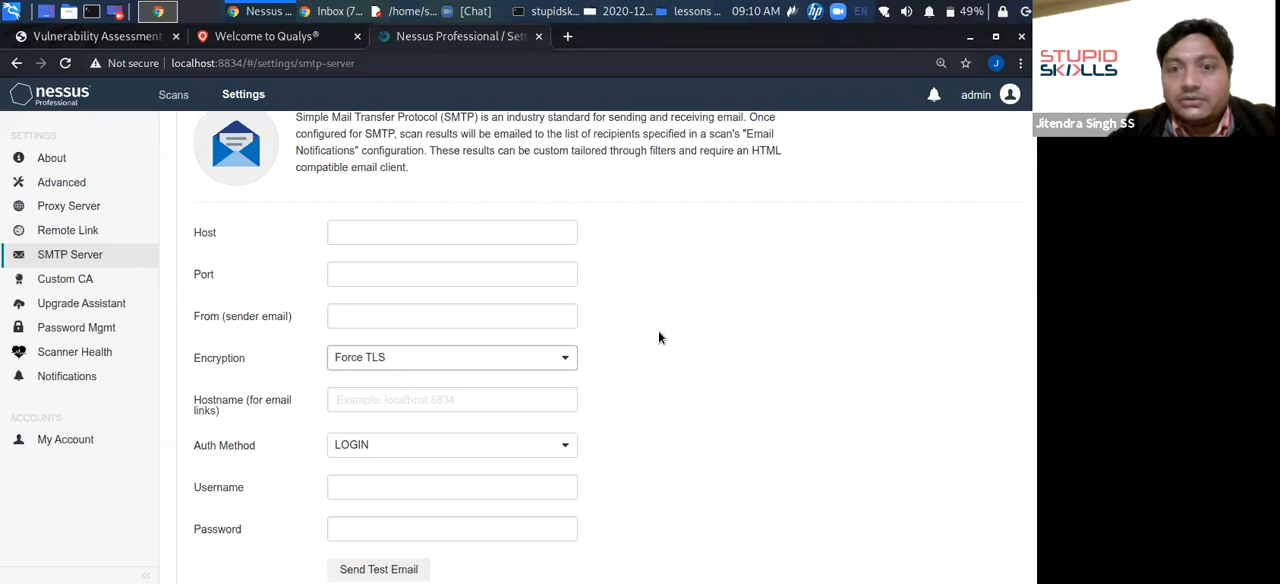 Nessus ...
Inbox (7...
/home/s...
[Chat]
stupidsk...
2020-12...
lessons ...
09:10 AM
EN
49%
Vulnerability Assessment
Welcome to Qualys®
Nessus Professional / Set
Not secure
localhost:8834/#/settings/smtp-server
J
nessus
Professional
Scans
Settings
admin
STUPID
SKILLS
Jitendra Singh SS
SETTINGS
About
Advanced
Proxy Server
Remote Link
SMTP Server
Custom CA
Upgrade Assistant
Password Mgmt
Scanner Health
Notifications
ACCOUNTS
My Account
Simple Mail Transfer Protocol (SMTP) is an industry standard for sending and receiving email. Once
configured for SMTP, scan results will be emailed to the list of recipients specified in a scan's "Email
Notifications" configuration. These results can be custom tailored through filters and require an HTML
compatible email client.
Host
Port
From (sender email)
Encryption
Force TLS
Hostname (for email
links)
Example: localhost:8834
Auth Method
LOGIN
Username
Password
Send Test Email